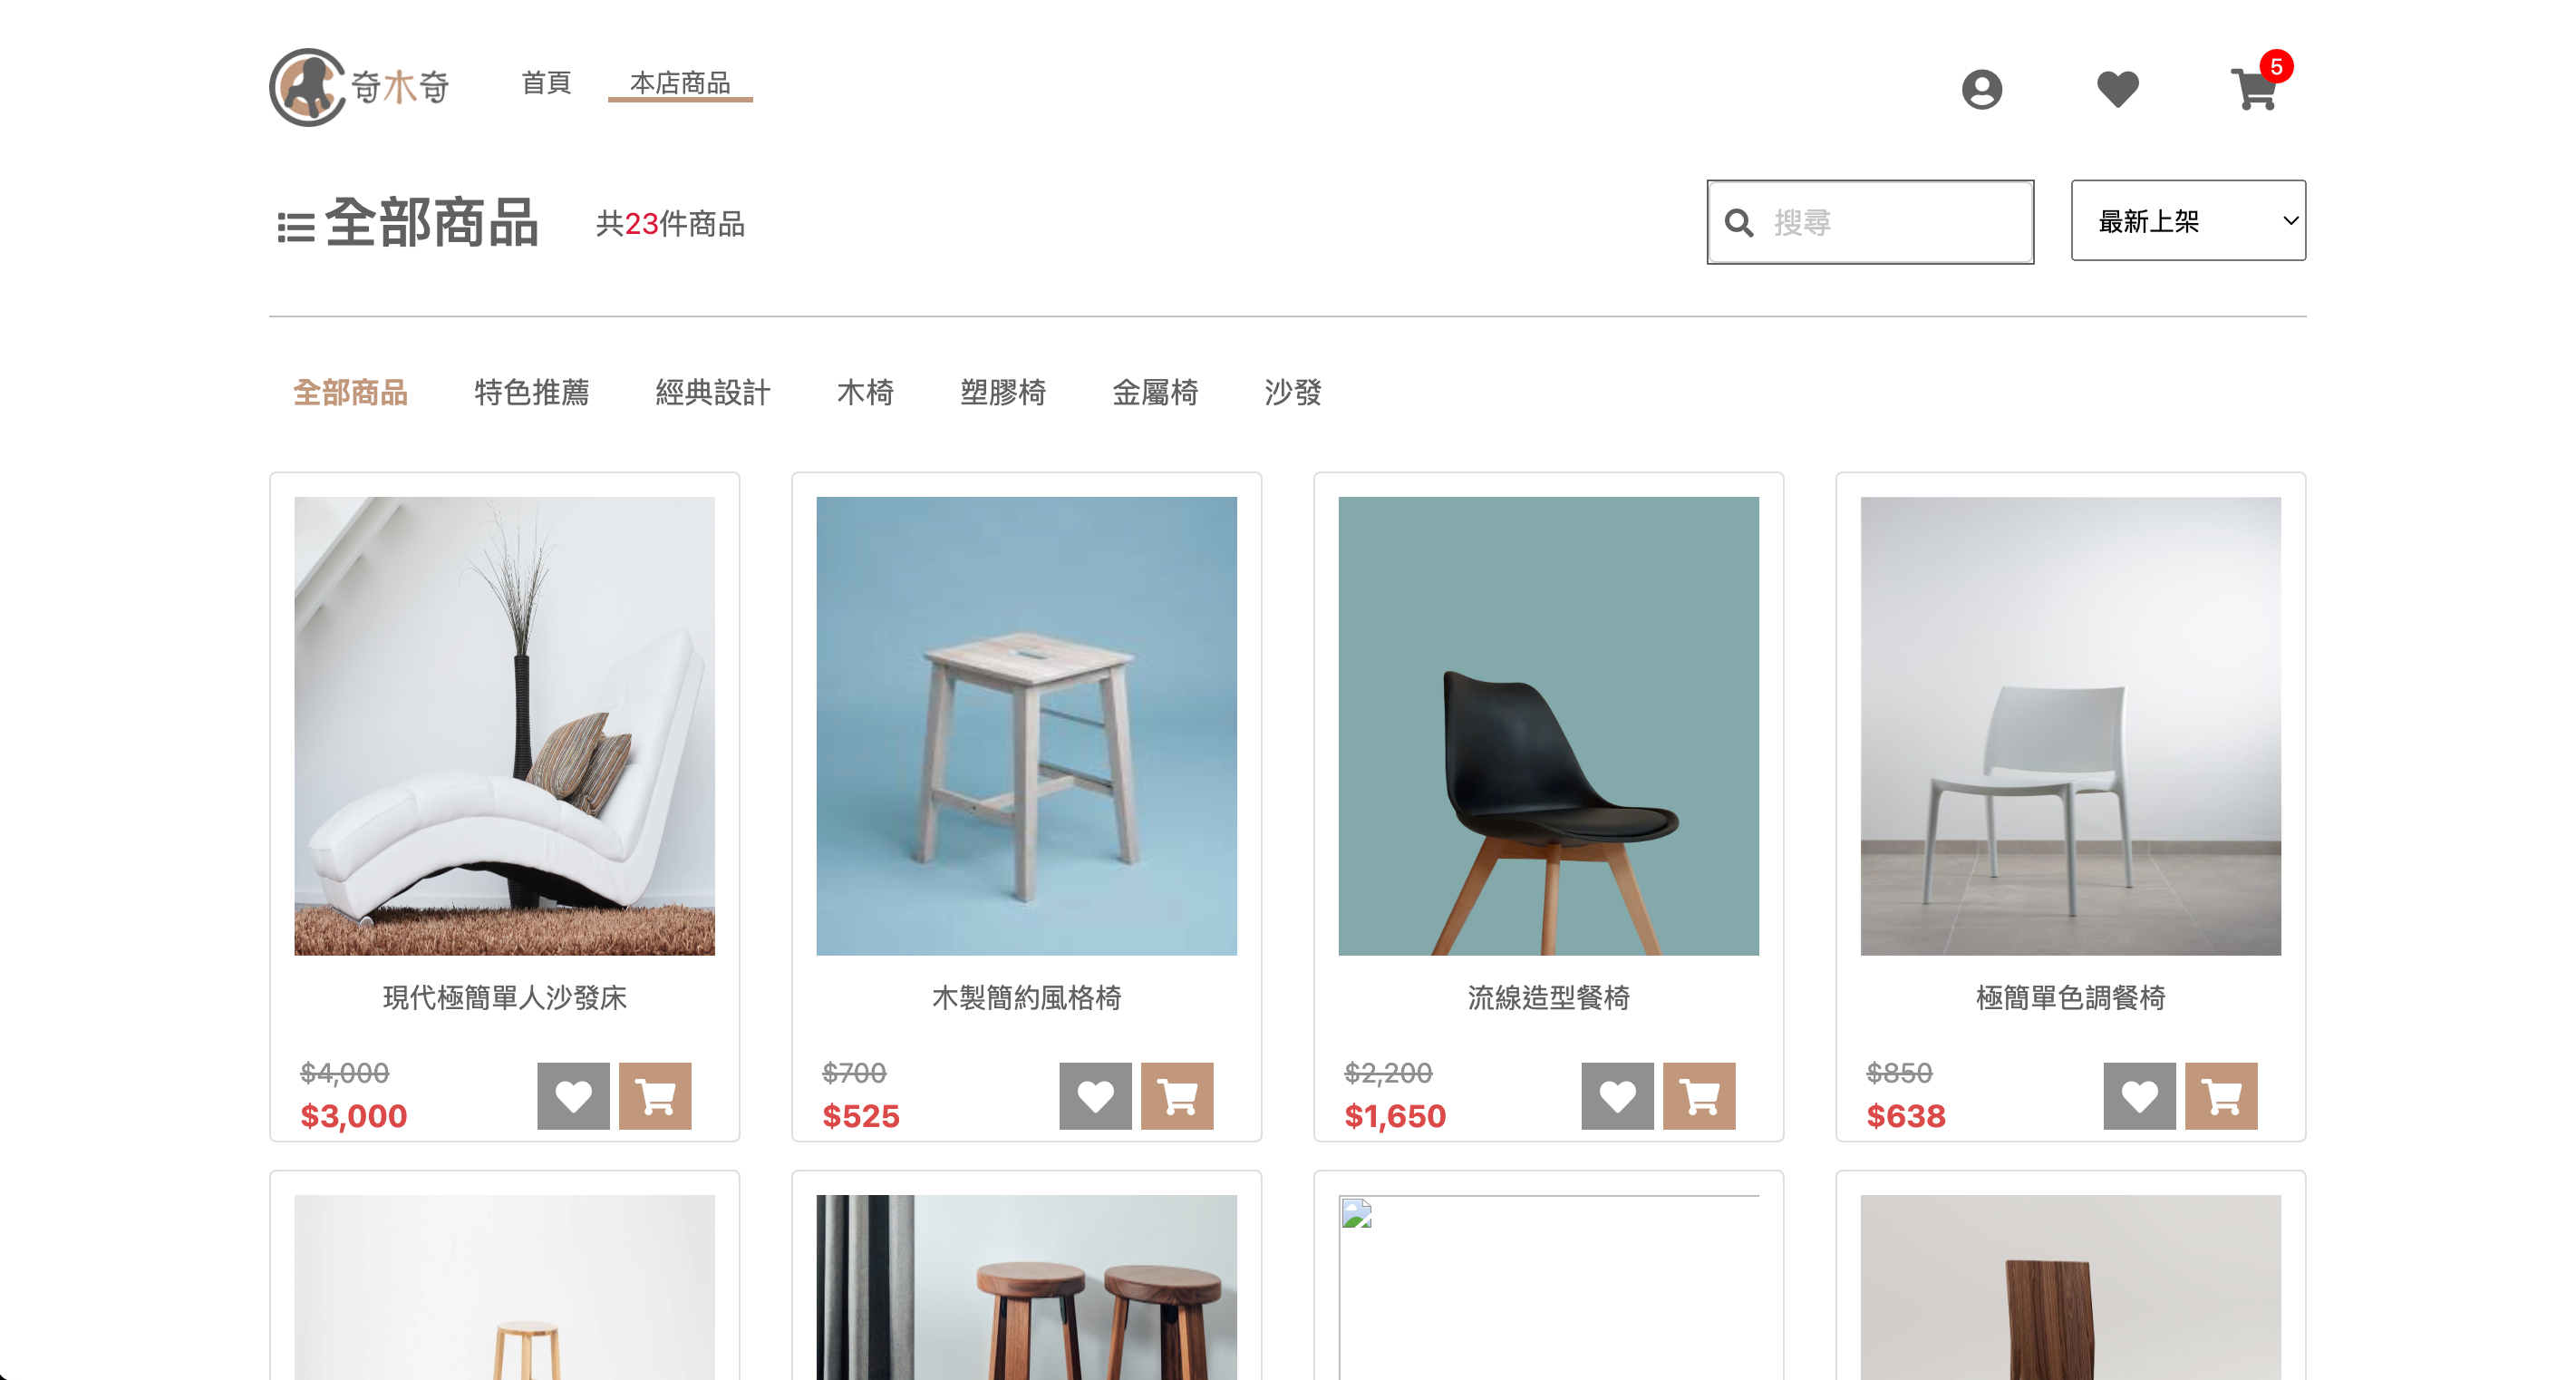 奇木奇
首頁
本店商品
5
全部商品
共23件商品
搜尋
最新上架
全部商品 特色推薦 經典設計 木椅 塑膠椅 金屬椅 沙發
現代極簡單人沙發床
$4,000
$3,000
木製簡約風格椅
$700
$525
流線造型餐椅
$2,200
$1,650
極簡單色調餐椅
$850
$638